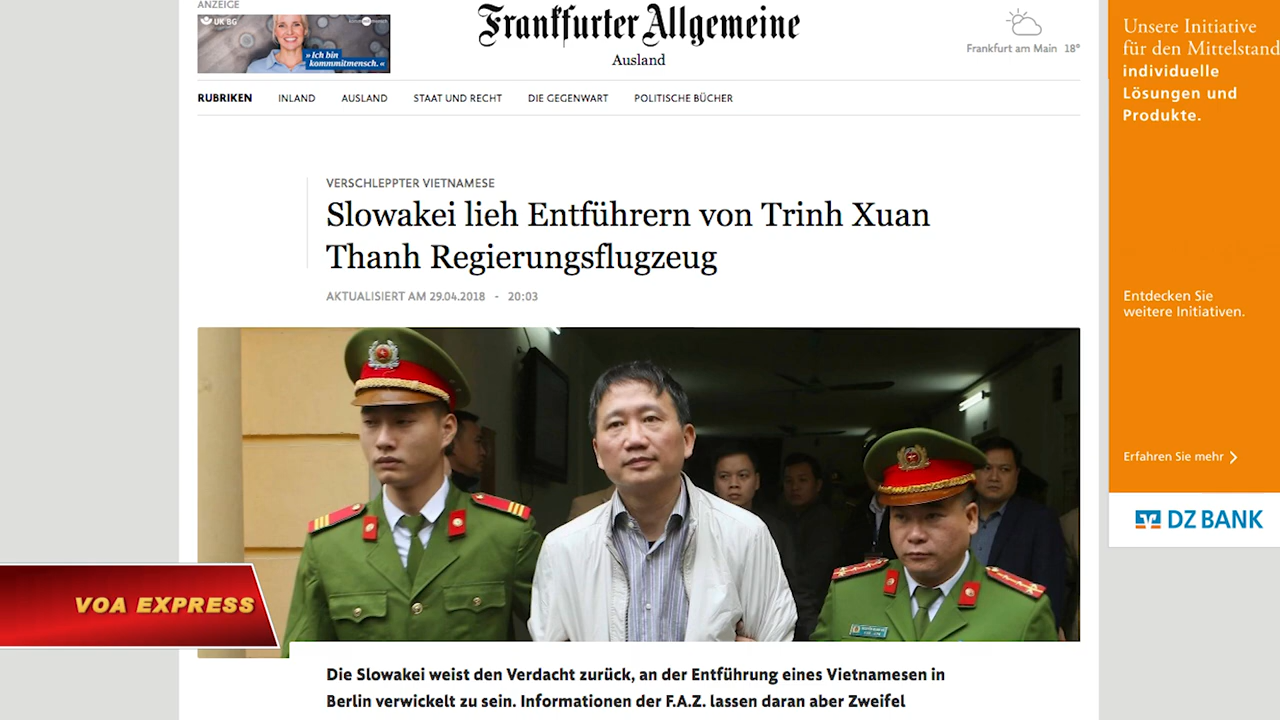 ANZEIGE
UK BG
»Ich bin
kommmitmensch.«
Frankfurter Allgemeine
Ausland
Frankfurt am Main 18°
RUBRIKEN INLAND AUSLAND STAAT UND RECHT DIE GEGENWART POLITISCHE BÜCHER
VERSCHLEPPTER VIETNAMESE
Slowakei lieh Entführern von Trinh Xuan
Thanh Regierungsflugzeug
AKTUALISIERT AM 29.04.2018 - 20:03
VOA EXPRESS
Die Slowakei weist den Verdacht zurück, an der Entführung eines Vietnamesen in
Berlin verwickelt zu sein. Informationen der F.A.Z. lassen daran aber Zweifel
Unsere Initiative
für den Mittelstand
individuelle
Lösungen und
Produkte.
Entdecken Sie
weitere Initiativen.
Erfahren Sie mehr
DZ BANK